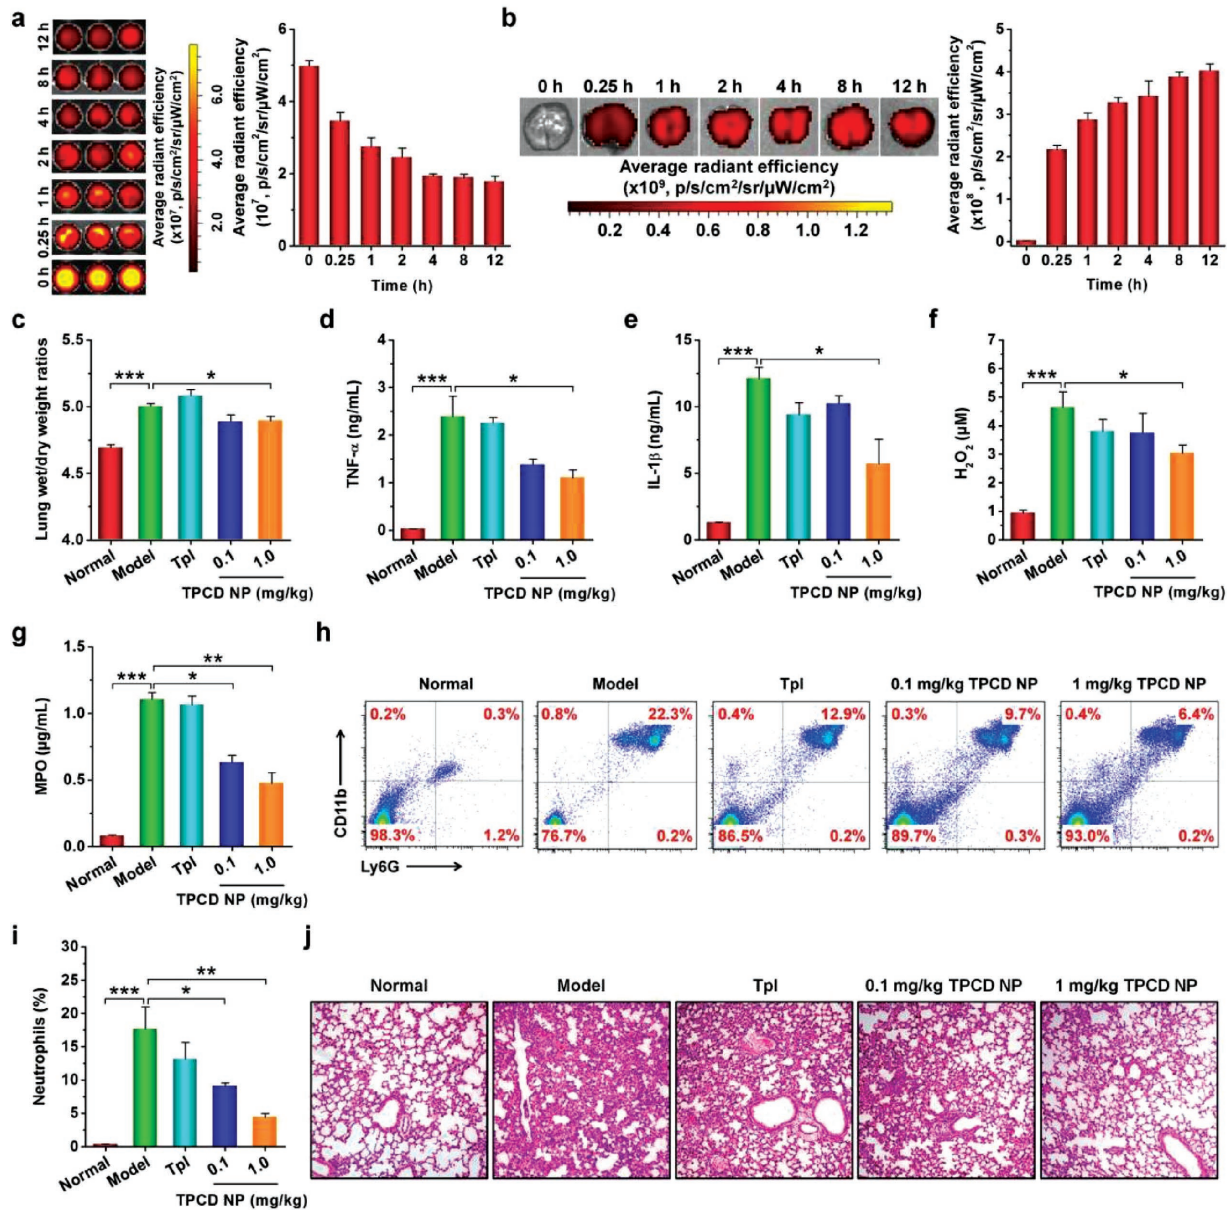 a
12 h
8 h
4 h
2 h
1 h
0.25 h
0 h
Average radiant efficiency
(x10⁷, p/s/cm²/sr/µW/cm²)
6.0
4.0
2.0
Average radiant efficiency
(10⁷, p/s/cm²/sr/µW/cm²)
6
4
2
0
0 0.25 1 2 4 8 12
Time (h)
b
0 h 0.25 h 1 h 2 h 4 h 8 h 12 h
Average radiant efficiency
(x10⁹, p/s/cm²/sr/µW/cm²)
0.2 0.4 0.6 0.8 1.0 1.2
Average radiant efficiency
(x10⁸, p/s/cm²/sr/µW/cm²)
5
4
3
2
1
0
0 0.25 1 2 4 8 12
Time (h)
c
Lung wet/dry weight ratios
5.5
5.0
4.5
4.0
*** *
Normal Model Tpl 0.1 1.0
TPCD NP (mg/kg)
d
TNF-α (ng/mL)
4
3
2
1
0
*** *
Normal Model Tpl 0.1 1.0
TPCD NP (mg/kg)
e
IL-1β (ng/mL)
15
10
5
0
*** *
Normal Model Tpl 0.1 1.0
TPCD NP (mg/kg)
f
H₂O₂ (µM)
7
6
5
4
3
2
1
0
*** *
Normal Model Tpl 0.1 1.0
TPCD NP (mg/kg)
g
MPO (µg/mL)
1.5
1.0
0.5
0.0
**
*** *
Normal Model Tpl 0.1 1.0
TPCD NP (mg/kg)
h
Normal Model Tpl 0.1 mg/kg TPCD NP 1 mg/kg TPCD NP
0.2% 0.3% 0.8% 22.3% 0.4% 12.9% 0.3% 9.7% 0.4% 6.4%
98.3% 1.2% 76.7% 0.2% 86.5% 0.2% 89.7% 0.3% 93.0% 0.2%
CD11b
Ly6G
i
Neutrophils (%)
30
25
20
15
10
5
0
**
*** *
Normal Model Tpl 0.1 1.0
TPCD NP (mg/kg)
j
Normal Model Tpl 0.1 mg/kg TPCD NP 1 mg/kg TPCD NP